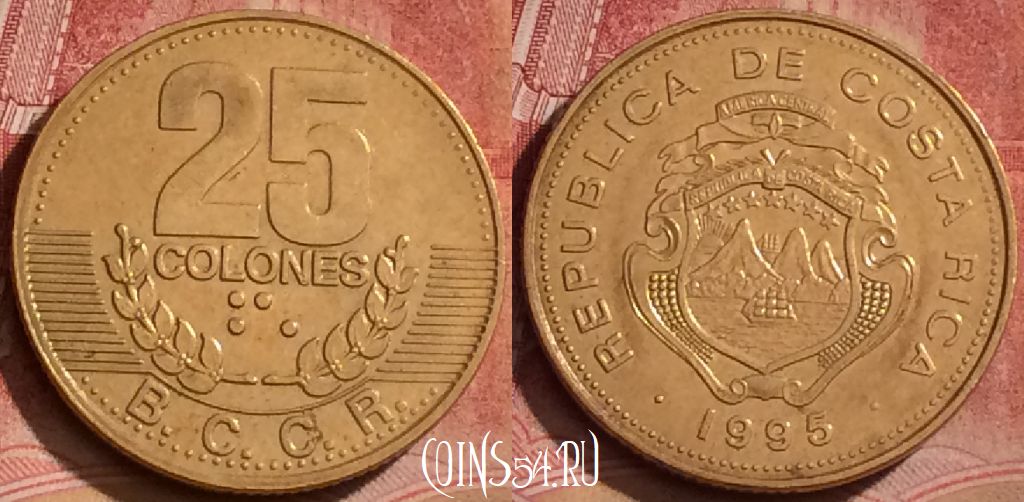 25
COLONES
B. C. C. R.
REPUBLICA DE COSTA RICA
AMERICA CENTRAL
REPUBLICA DE COSTA RICA
· 1995 ·
COINS54.RU